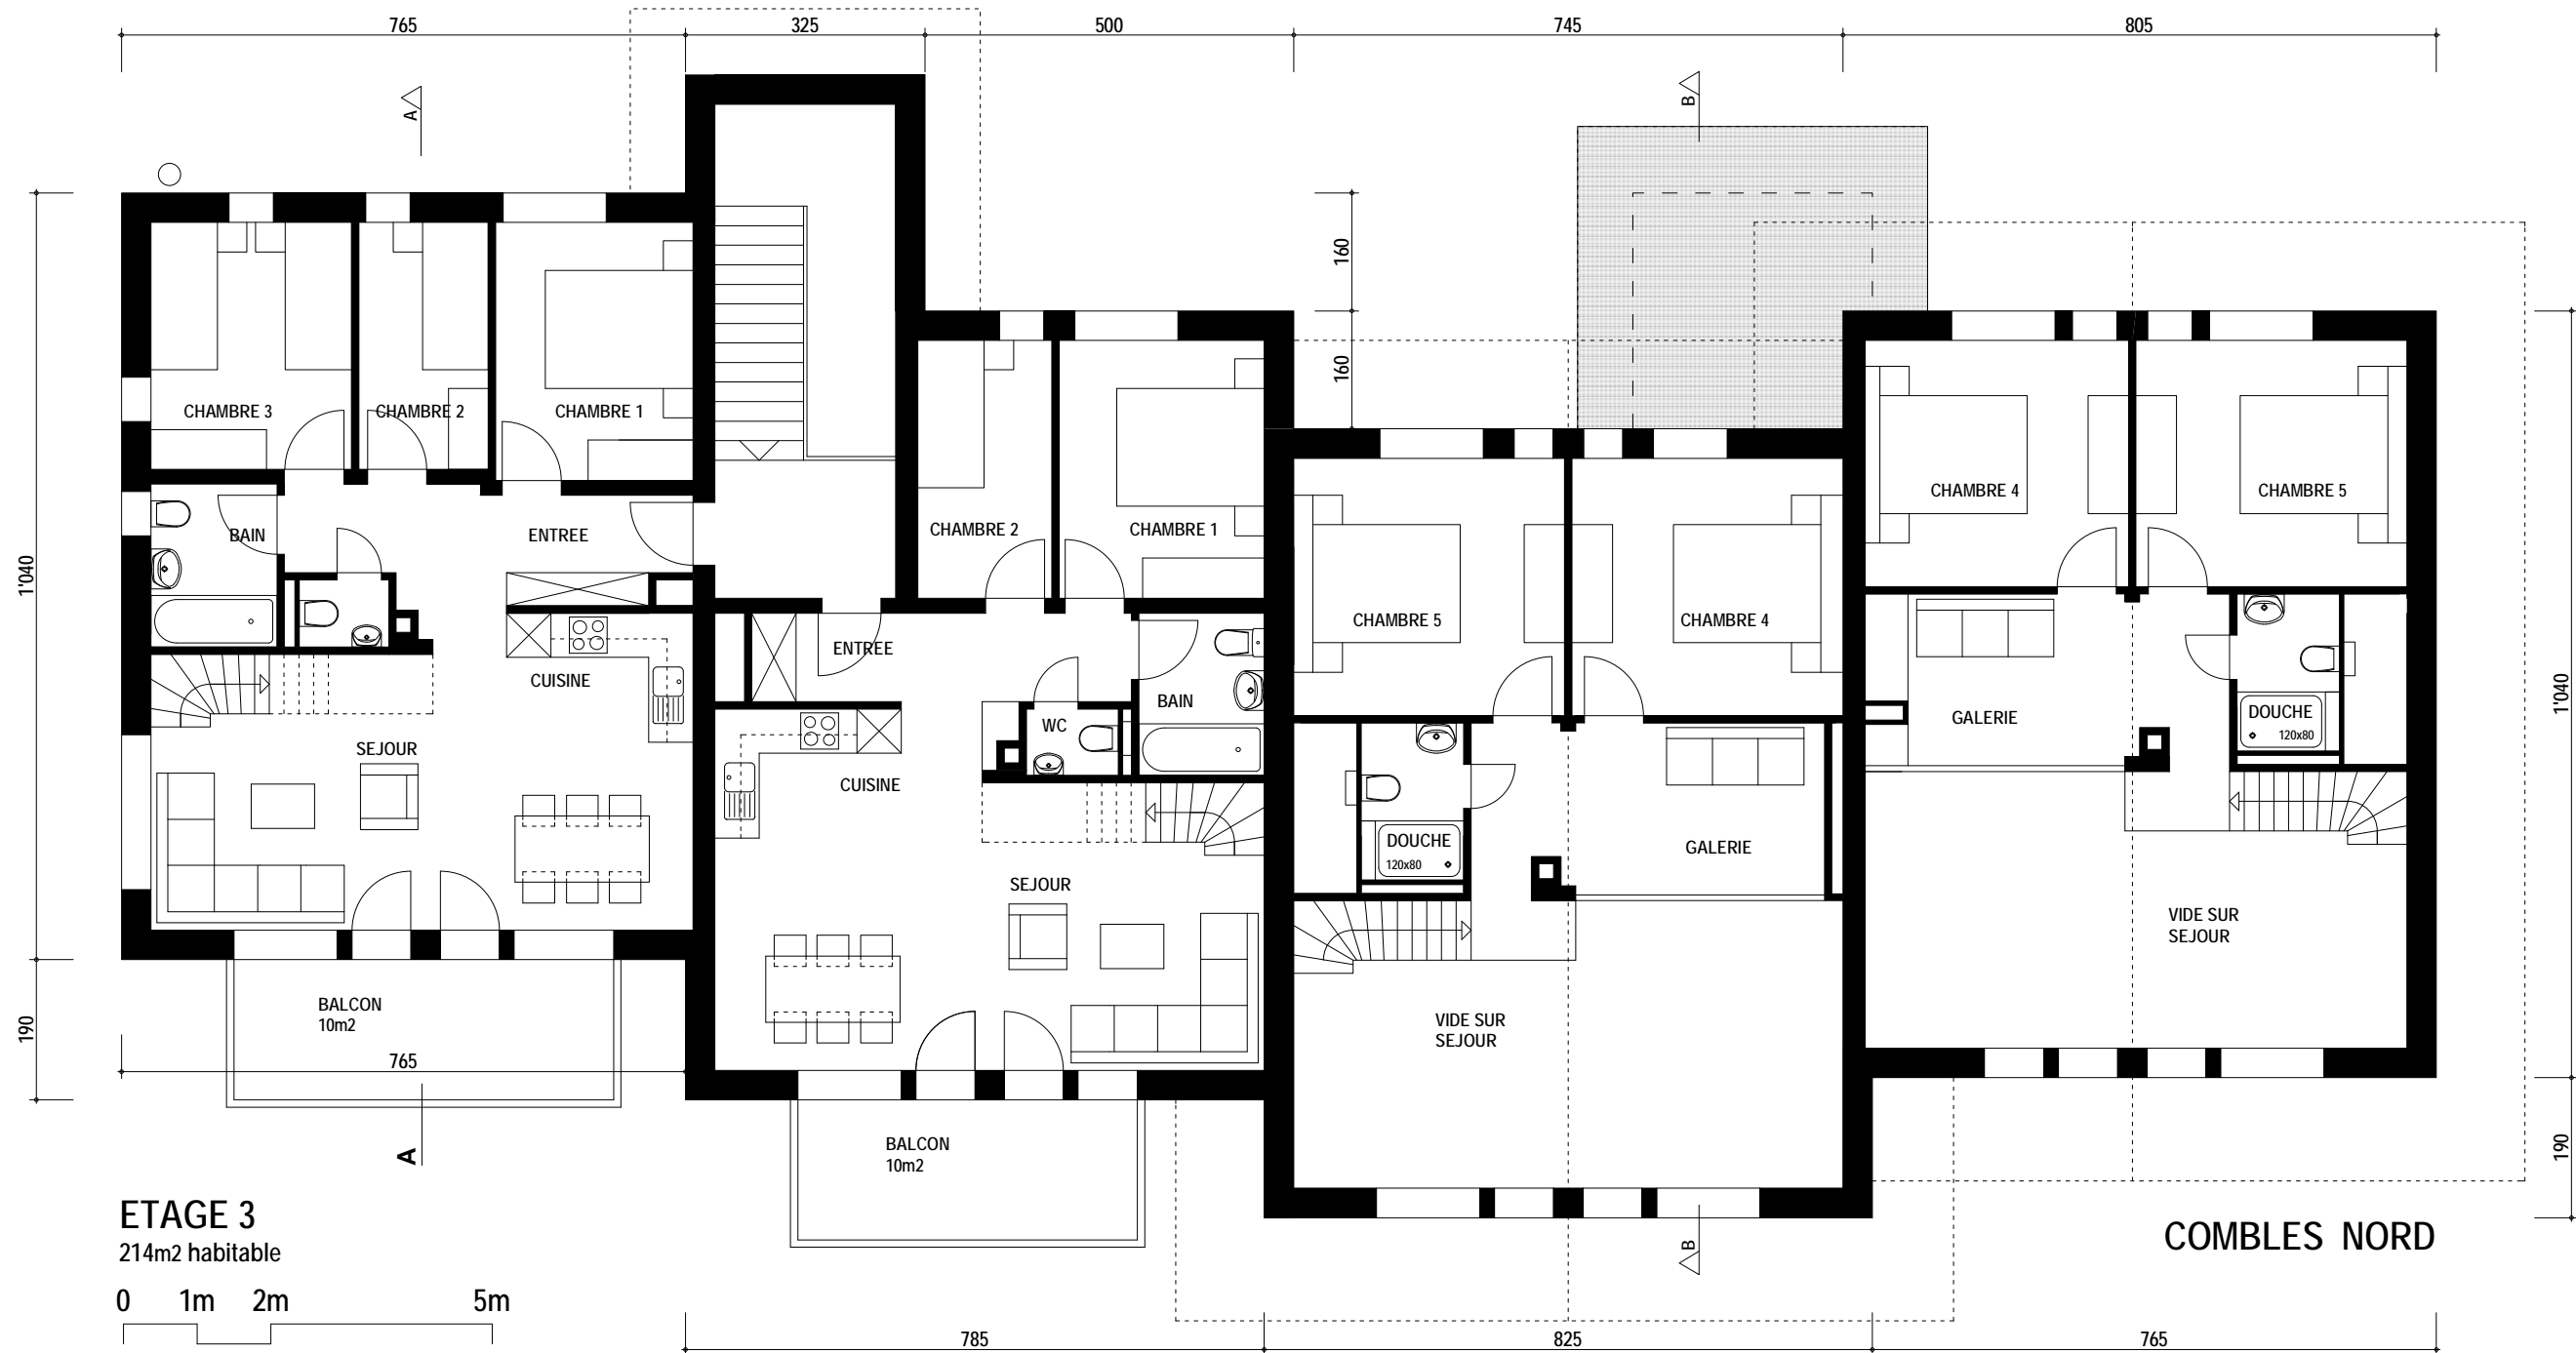 765
325
500
745
805
A
B
160
160
1'040
1'040
CHAMBRE 3
CHAMBRE 2
CHAMBRE 1
BAIN
ENTREE
CUISINE
SEJOUR
CHAMBRE 2
CHAMBRE 1
ENTREE
WC
BAIN
CUISINE
SEJOUR
CHAMBRE 5
CHAMBRE 4
DOUCHE
120x80
GALERIE
VIDE SUR
SEJOUR
CHAMBRE 4
CHAMBRE 5
GALERIE
DOUCHE
120x80
VIDE SUR
SEJOUR
190
BALCON
10m2
765
A
BALCON
10m2
190
B
ETAGE 3
214m2 habitable
COMBLES NORD
0 1m 2m 5m
785
825
765